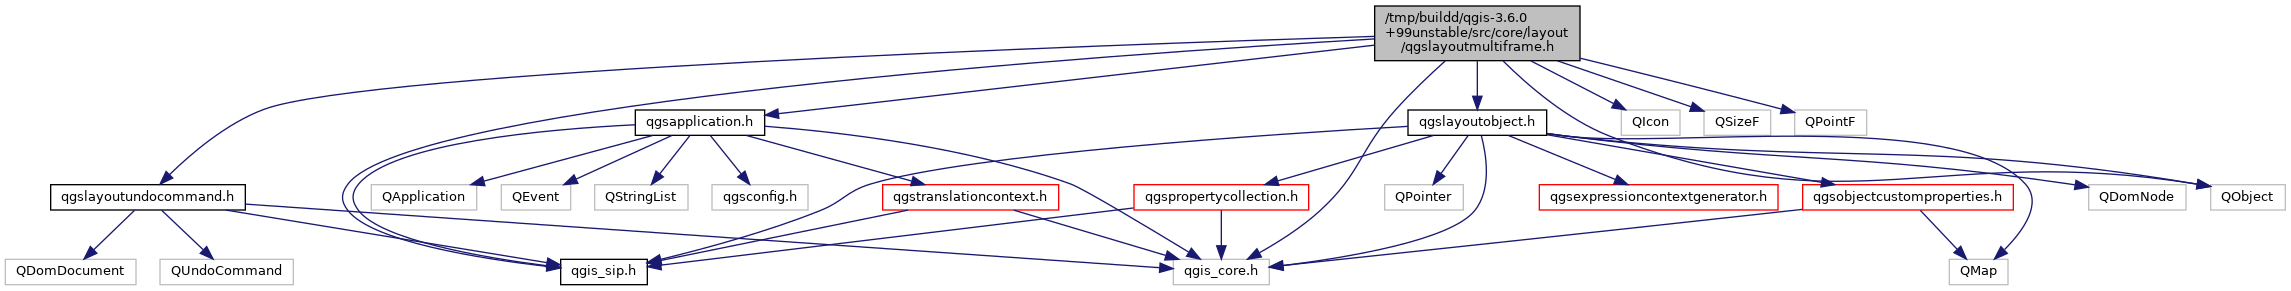 /tmp/buildd/qgis-3.6.0
+99unstable/src/core/layout
/qgslayoutmultiframe.h
qgsapplication.h
qgslayoutobject.h
QIcon
QSizeF
QPointF
qgslayoutundocommand.h
QApplication
QEvent
QStringList
qgsconfig.h
qgstranslationcontext.h
qgspropertycollection.h
QPointer
qgsexpressioncontextgenerator.h
qgsobjectcustomproperties.h
QDomNode
QObject
QDomDocument
QUndoCommand
qgis_sip.h
qgis_core.h
QMap